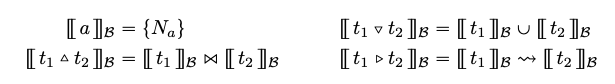 ⟦ a ⟧_ℬ = {N_a} ⟦ t₁ ▿ t₂ ⟧_ℬ = ⟦ t₁ ⟧_ℬ ∪ ⟦ t₂ ⟧_ℬ
⟦ t₁ ▵ t₂ ⟧_ℬ = ⟦ t₁ ⟧_ℬ ⋈ ⟦ t₂ ⟧_ℬ ⟦ t₁ ▹ t₂ ⟧_ℬ = ⟦ t₁ ⟧_ℬ ⇝ ⟦ t₂ ⟧_ℬ